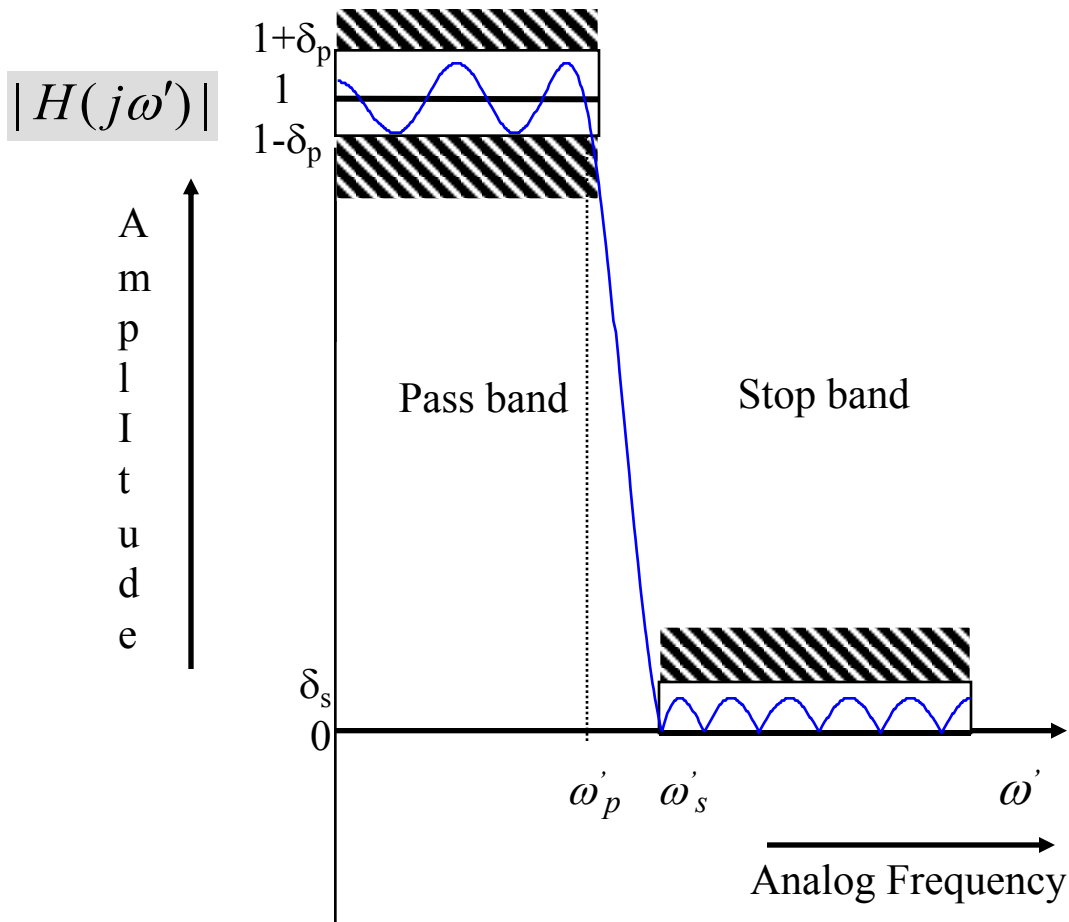 1+δp
1
|H(jω′)|
1-δp
A
m
p
l
I
t
u
d
e
Pass band
Stop band
δs
0
ω'p
ω's
ω'
Analog Frequency